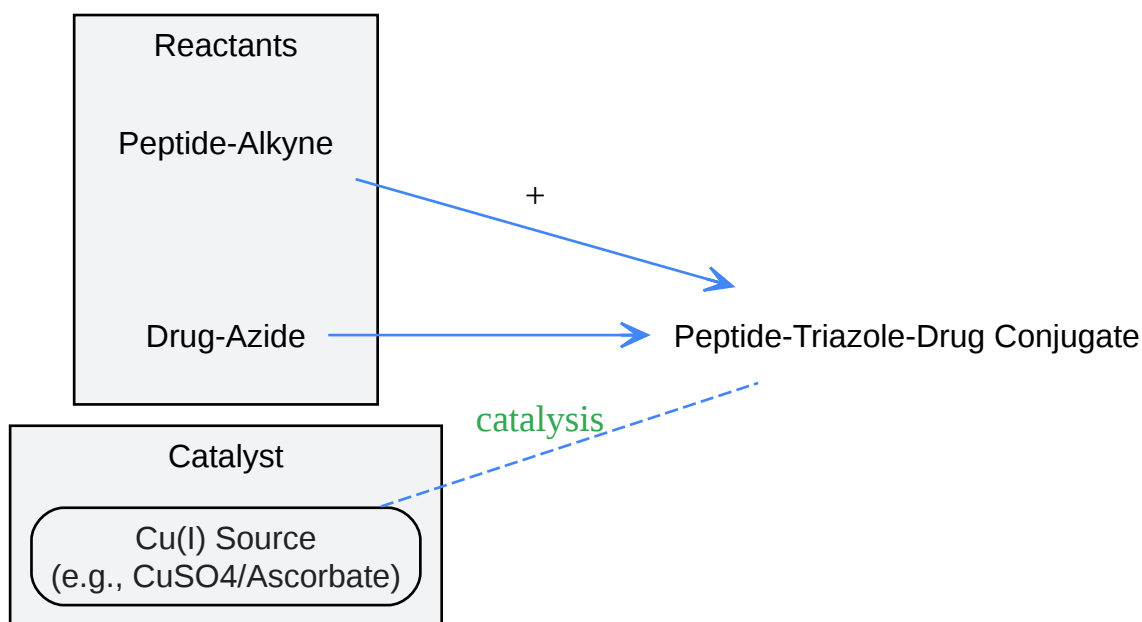 Reactants
Peptide-Alkyne
+
Drug-Azide
Peptide-Triazole-Drug Conjugate
catalysis
Catalyst
Cu(I) Source
(e.g., CuSO4/Ascorbate)